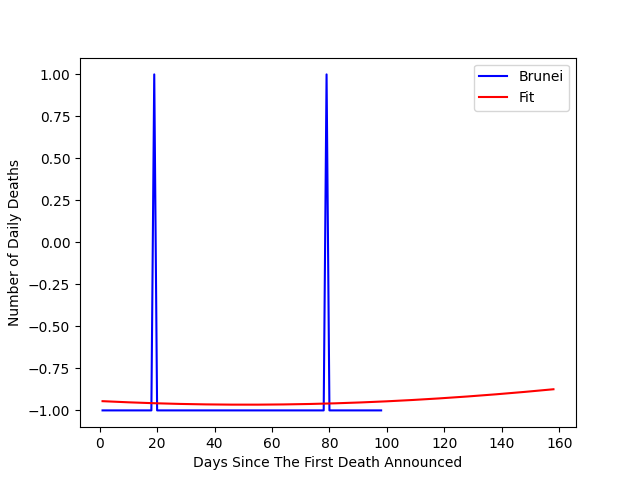 1.00
0.75
0.50
0.25
0.00
−0.25
−0.50
−0.75
−1.00
Number of Daily Deaths
Brunei
Fit
0 20 40 60 80 100 120 140 160
Days Since The First Death Announced